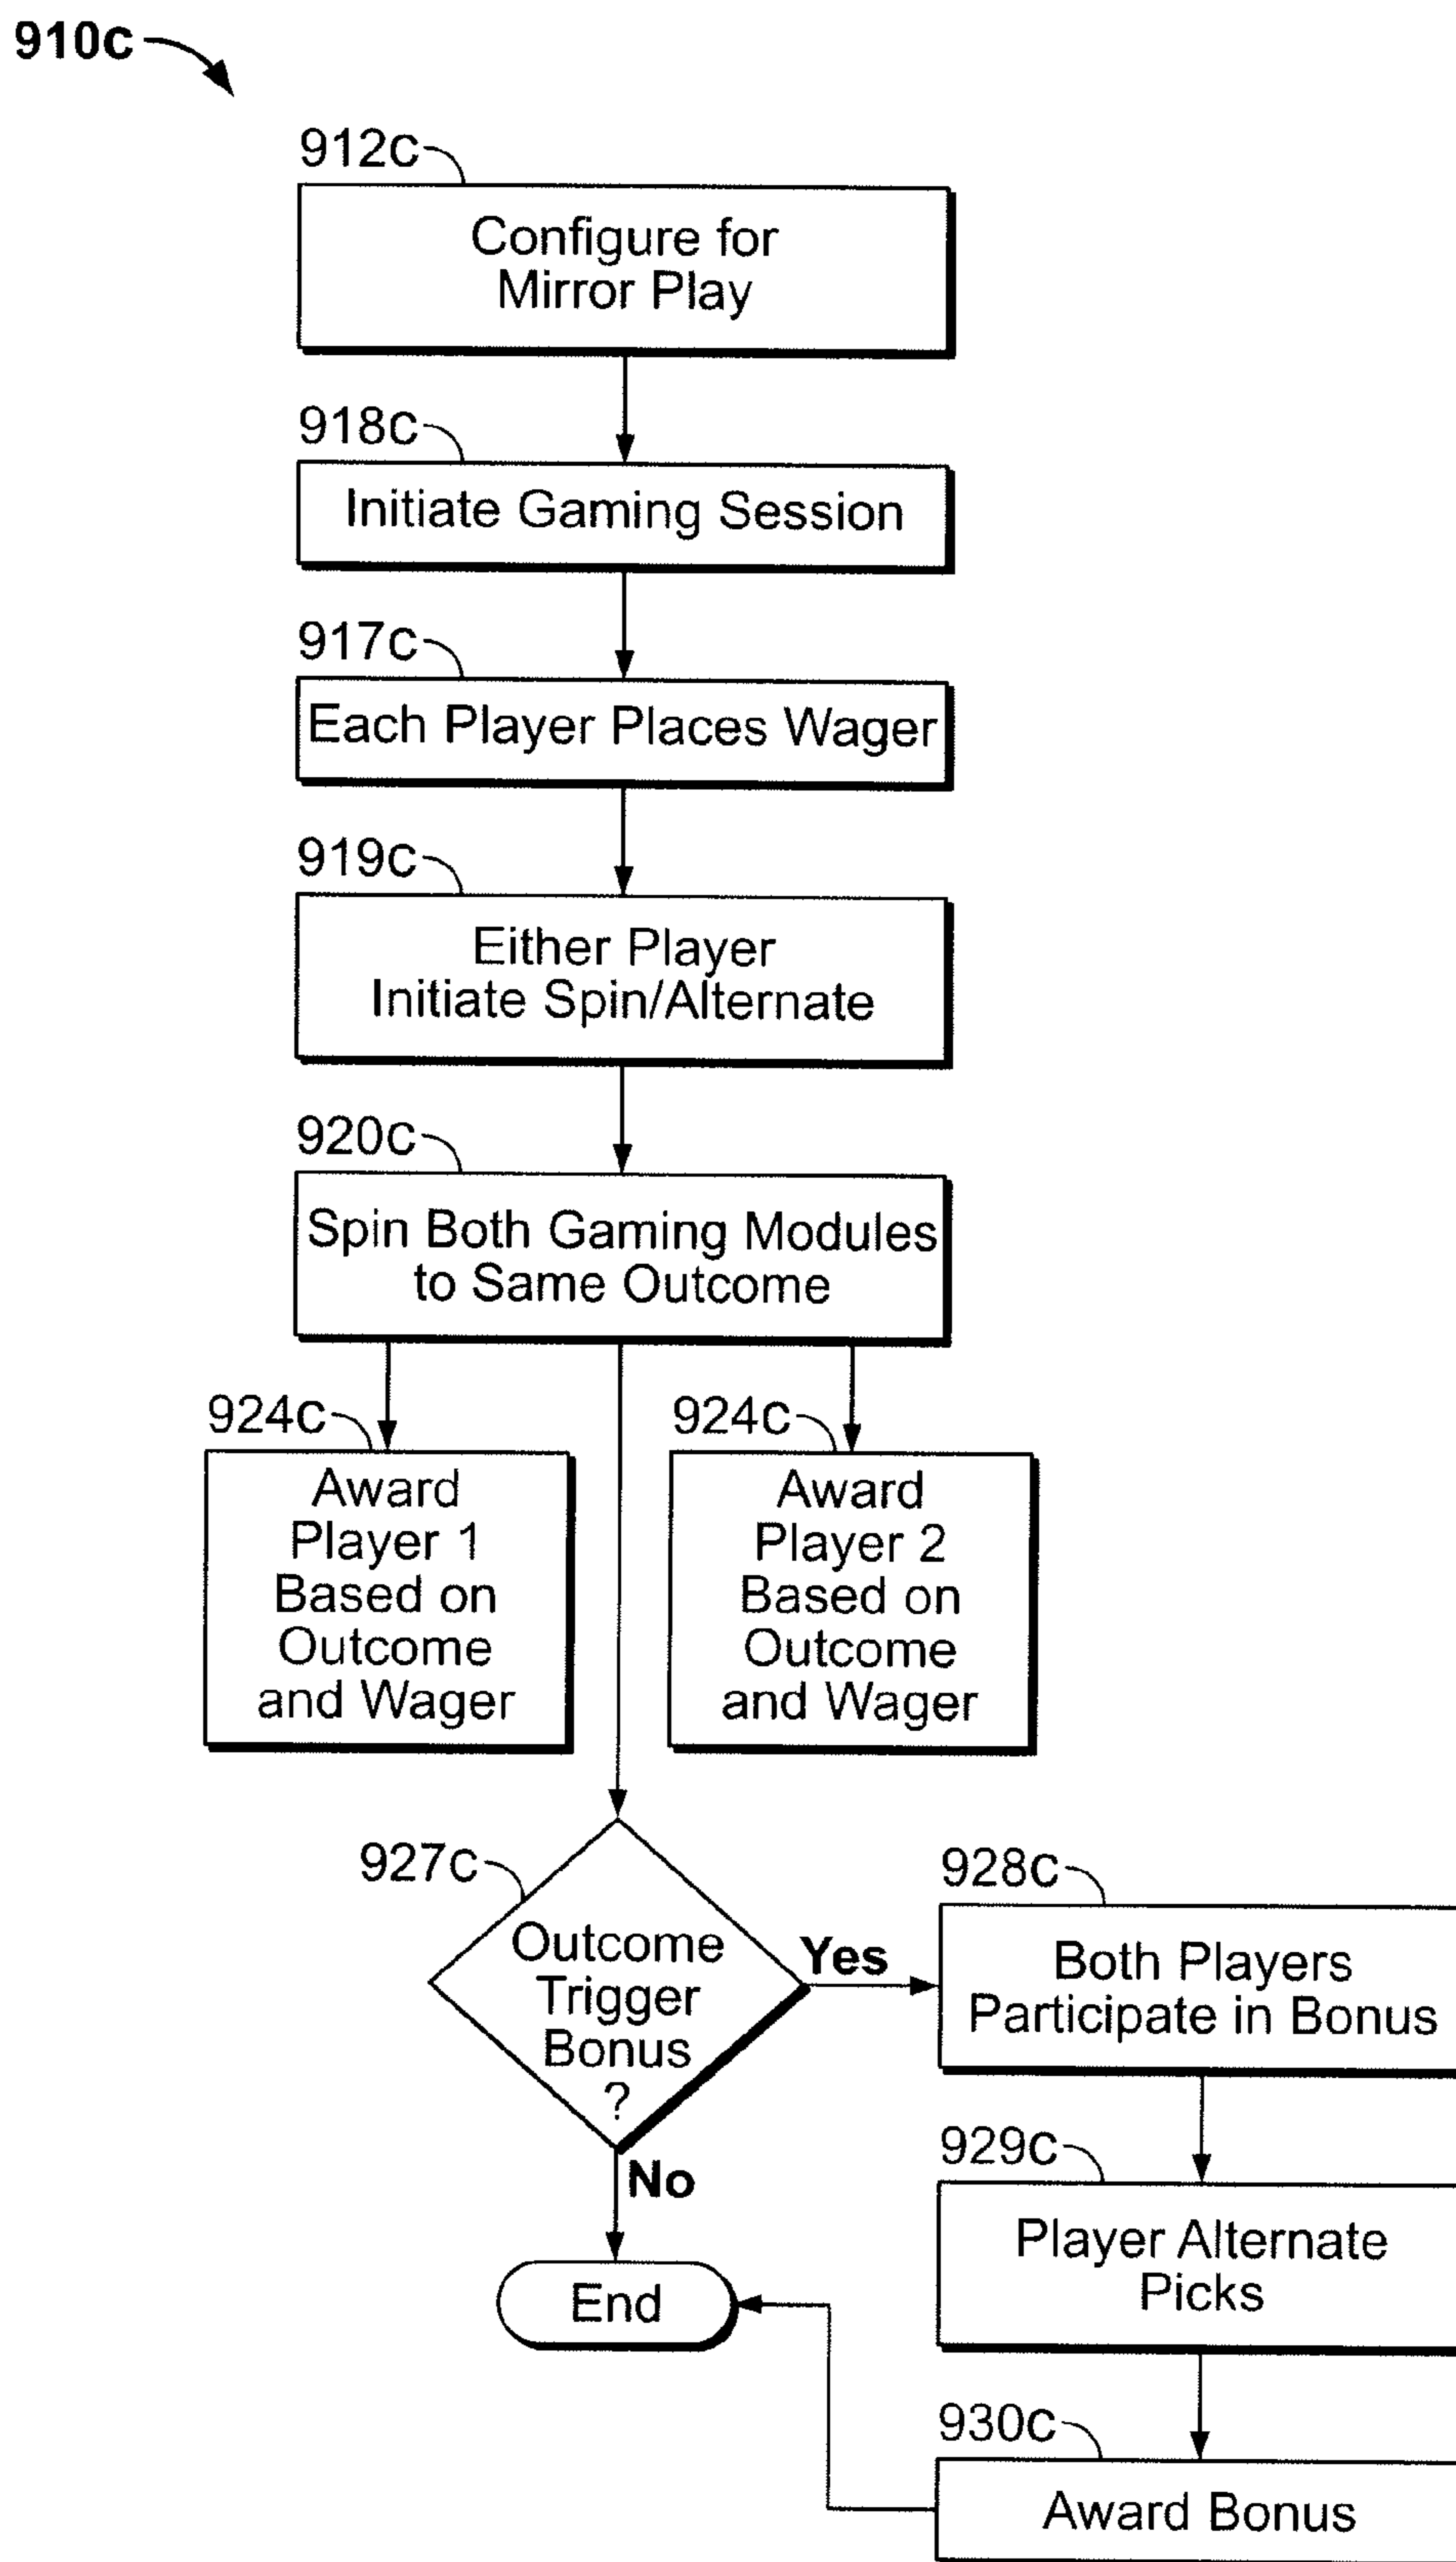 910c
912c
Configure for
Mirror Play
918c
Initiate Gaming Session
917c
Each Player Places Wager
919c
Either Player
Initiate Spin/Alternate
920c
Spin Both Gaming Modules
to Same Outcome
924c
Award
Player 1
Based on
Outcome
and Wager
924c
Award
Player 2
Based on
Outcome
and Wager
927c
Outcome
Trigger
Bonus
?
Yes
No
928c
Both Players
Participate in Bonus
929c
Player Alternate
Picks
End
930c
Award Bonus